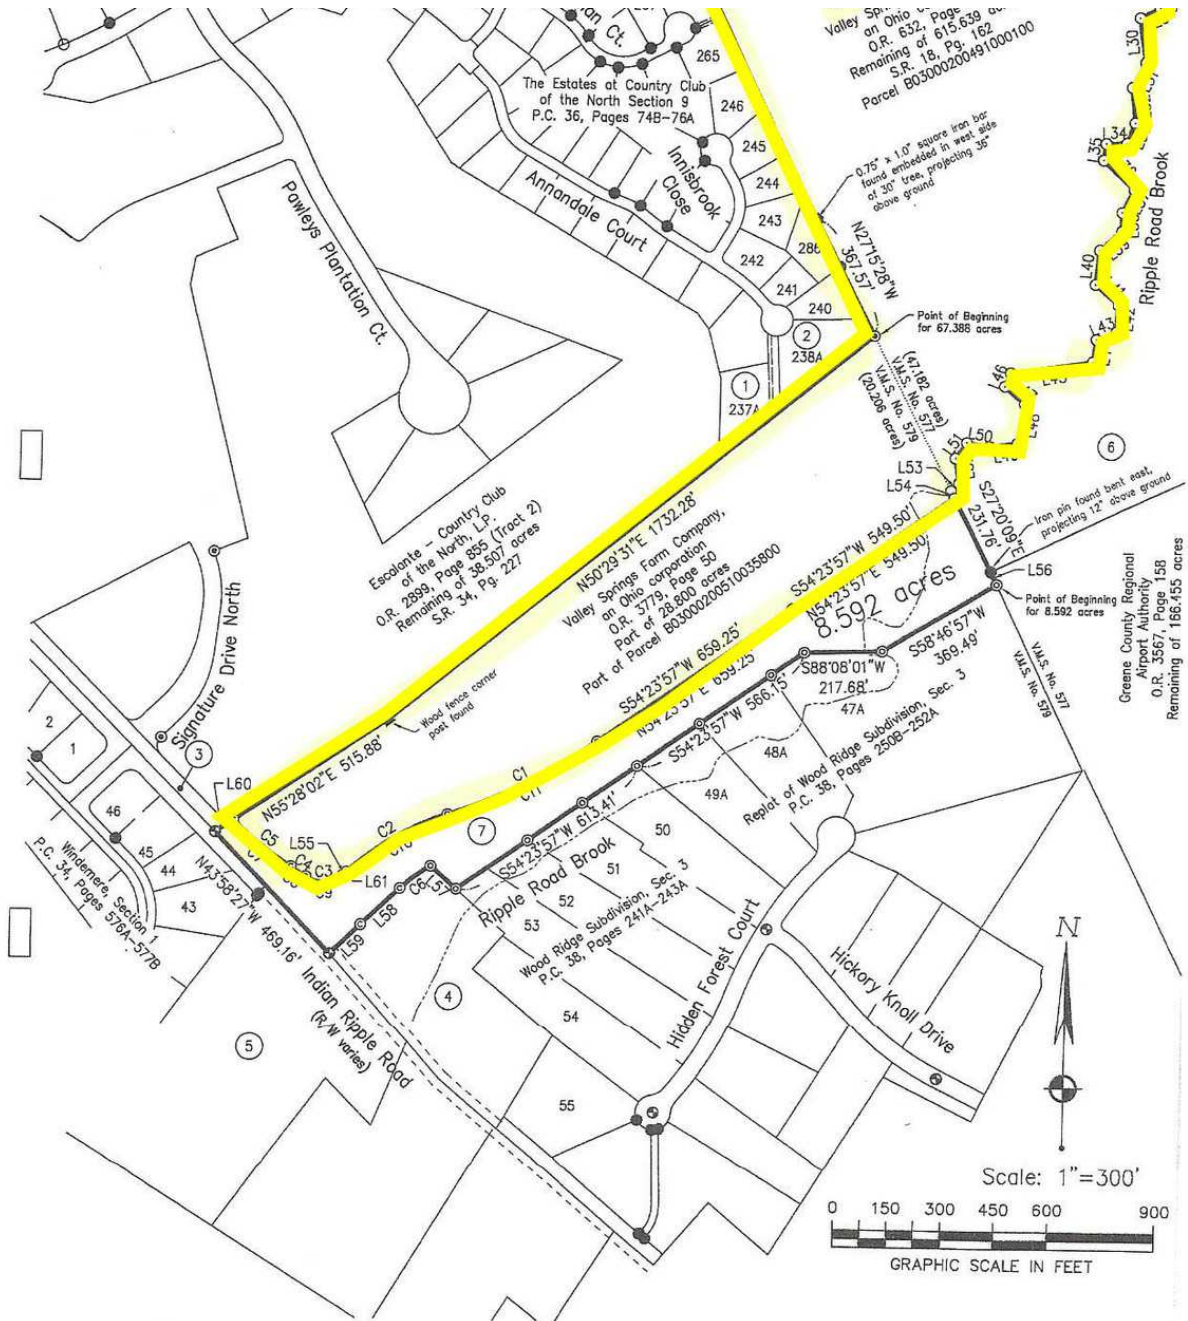 Valley Spr
an Ohio c
O.R. 632, Page
Remaining of 615.639
S.R. 18, Pg. 162
Parcel B03000200491000100
L30
Ct.
265
The Estates at Country Club
of the North Section 9
P.C. 36, Pages 74B-76A
246
245
244
243
286
242
241
240
Innisbrook
Close
Annandale Court
0.75" x 1.0" square iron bar
found embedded in west side
of 30" tree, projecting 36"
above ground
L34
L35
Ripple Road Brook
L40
L43
L46
L50
L51
L53
L54
N27°15'28"W
367.57'
Point of Beginning
for 67.388 acres
Pawleys Plantation Ct.
2
238A
1
237A
(47.182 acres)
V.M.S. No. 577
V.M.S. No. 579
(20.206 acres)
6
S27°20'09"E
231.76'
Iron pin found bent east,
projecting 12" above ground
L56
Point of Beginning
for 8.592 acres
Escalante - Country Club
of the North, L.P.
O.R. 2899, Page 855 (Tract 2)
Remaining of 38.507 acres
S.R. 34, Pg. 227
N50°29'31"E 1732.28'
Valley Springs Farm Company,
an Ohio corporation
O.R. 3779, Page 50
Part of 28.800 acres
Part of Parcel B03000200510035800
S54°23'57"W 549.50'
N54°23'57"E 549.50'
8.592 acres
S58°46'57"W
369.49'
S88°08'01"W
217.68'
Greene County Regional
Airport Authority
O.R. 3567, Page 158
Remaining of 166.455 acres
V.M.S. No. 577
V.M.S. No. 579
Signature Drive North
Wood fence corner
post found
S54°23'57"W 659.25'
N54°23'57"E 659.25'
S54°23'57"W 566.15'
47A
48A
49A
Replat of Wood Ridge Subdivision, Sec. 3
P.C. 38, Pages 250B-252A
2
1
3
L60
N55°28'02"E 515.88'
C1
C11
C2
C10
L55
C5
C7
C4
C3
C9
L61
7
S54°23'57"W 613.41'
C6
L57
L58
L59
46
45
44
43
Windemere, Section 1
P.C. 34, Pages 576A-577B
N43°58'27"W 469.16'
Indian Ripple Road
(R/W varies)
Ripple Road Brook
50
51
52
53
Wood Ridge Subdivision, Sec. 3
P.C. 38, Pages 241A-243A
4
5
54
55
Hidden Forest Court
Hickory Knoll Drive
N
Scale: 1"=300'
0 150 300 450 600 900
GRAPHIC SCALE IN FEET